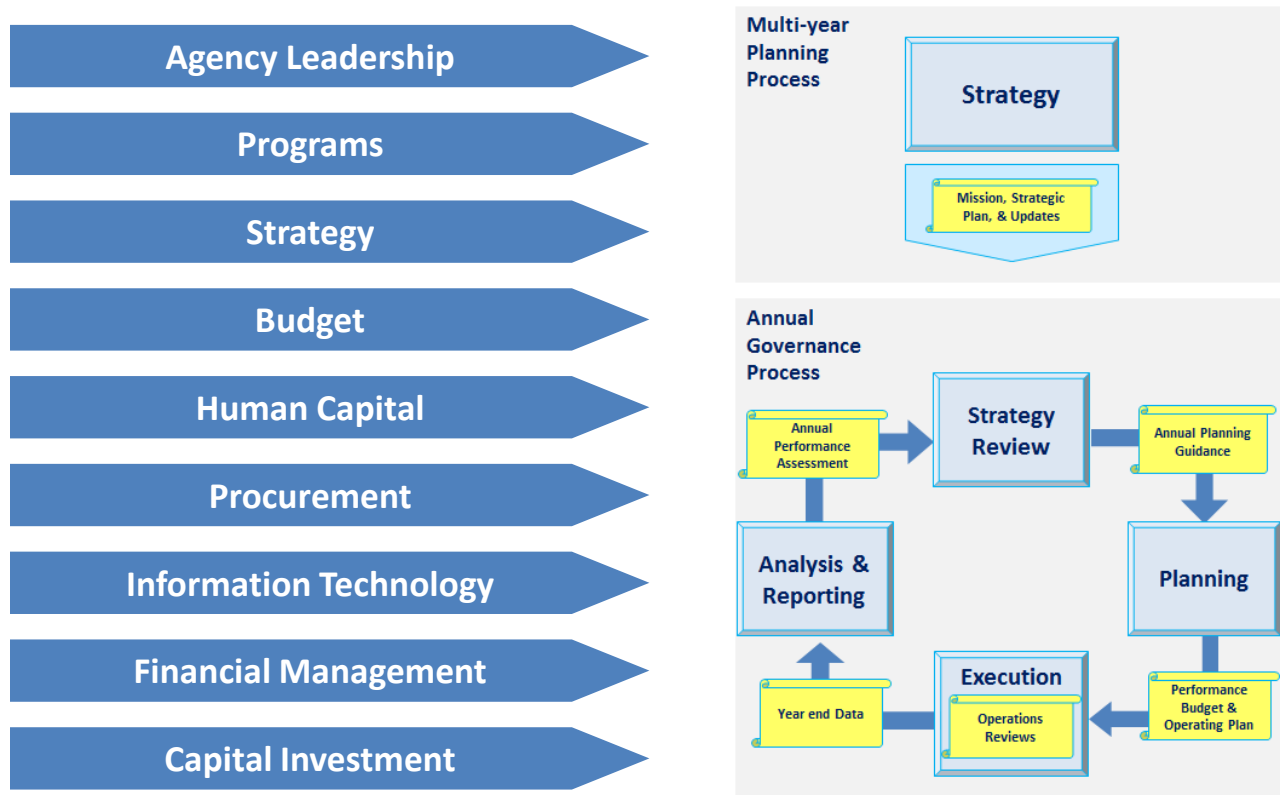 Agency Leadership
Programs
Strategy
Budget
Human Capital
Procurement
Information Technology
Financial Management
Capital Investment
Multi-year
Planning
Process
Strategy
Mission, Strategic
Plan, & Updates
Annual
Governance
Process
Annual
Performance
Assessment
Strategy
Review
Annual Planning
Guidance
Analysis &
Reporting
Planning
Year end Data
Execution
Operations
Reviews
Performance
Budget &
Operating Plan